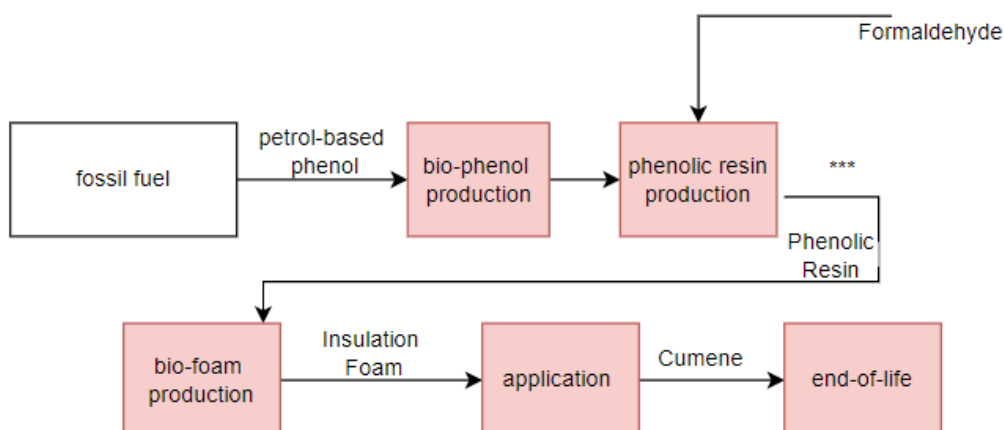 Formaldehyde
fossil fuel
petrol-based
phenol
bio-phenol
production
phenolic resin
production
***
Phenolic
Resin
bio-foam
production
Insulation
Foam
application
Cumene
end-of-life